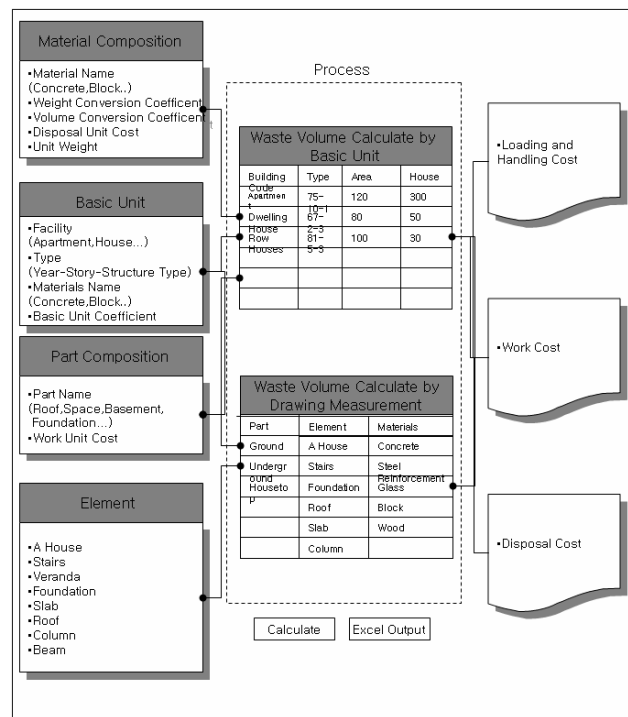 Material Composition
▪Material Name
(Concrete,Block..)
▪Weight Conversion Coefficent
▪Volume Conversion Coefficent
▪Disposal Unit Cost
▪Unit Weight
Basic Unit
▪Facility
(Apartment,House...)
▪Type
(Year-Story-Structure Type)
▪Materials Name
(Concrete,Block..)
▪Basic Unit Coefficient
Part Composition
▪Part Name
(Roof,Space,Basement,
Foundation...)
▪Work Unit Cost
Element
▪A House
▪Stairs
▪Veranda
▪Foundation
▪Slab
▪Roof
▪Column
▪Beam
Process
Waste Volume Calculate by
Basic Unit
Building Code Type Area House
Apartment 75-10-1 120 300
Dwelling House 67-2-3 80 50
Row Houses 81-5-3 100 30
Waste Volume Calculate by
Drawing Measurement
Part Element Materials
Ground A House Concrete
Underground Stairs Steel Reinforcement
Housetop Foundation Glass
Roof Block
Slab Wood
Column
Calculate Excel Output
▪Loading and
Handling Cost
▪Work Cost
▪Disposal Cost